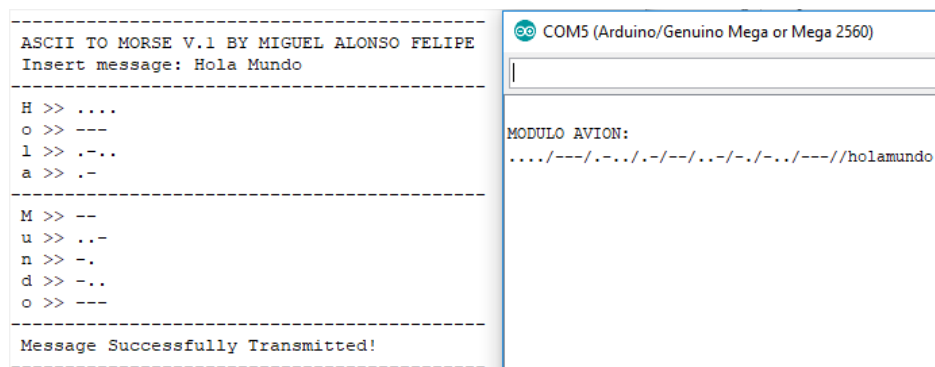 --------------------------------------------
ASCII TO MORSE V.1 BY MIGUEL ALONSO FELIPE
Insert message: Hola Mundo
--------------------------------------------
H >> ....
o >> ---
l >> .-..
a >> .-
--------------------------------------------
M >> --
u >> ..-
n >> -.
d >> -..
o >> ---
--------------------------------------------
Message Successfully Transmitted!
--------------------------------------------
COM5 (Arduino/Genuino Mega or Mega 2560)
MODULO AVION:
..../---/.-../.-/--/..-/-./-../---//holamundo